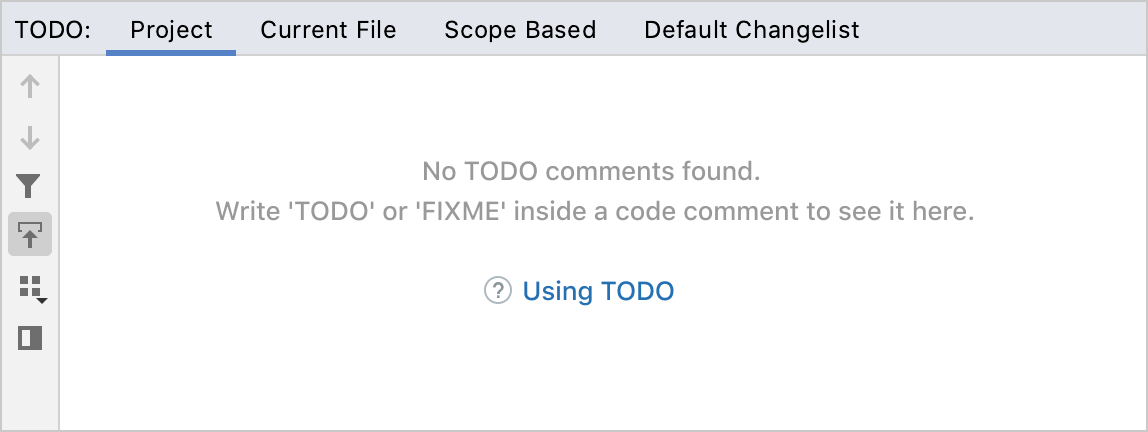 TODO: Project Current File Scope Based Default Changelist
No TODO comments found.
Write 'TODO' or 'FIXME' inside a code comment to see it here.
? Using TODO